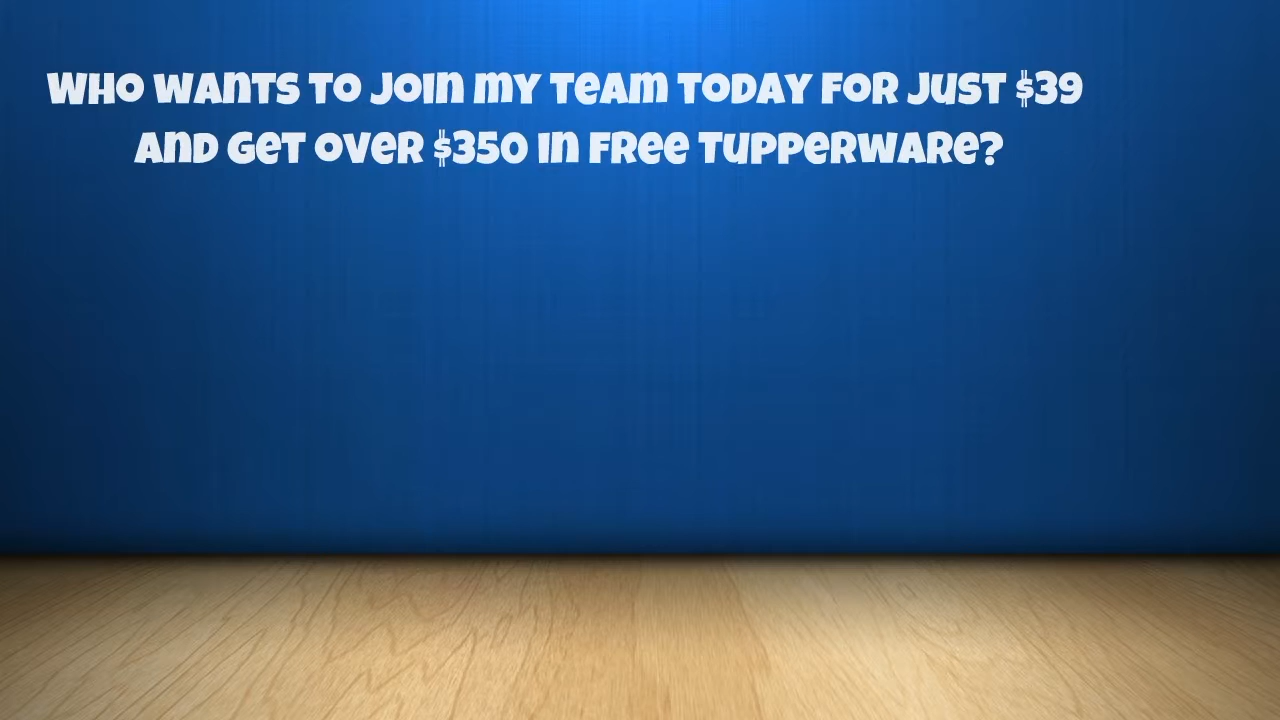 WHO WANTS TO JOIN MY TEAM TODAY FOR JUST $39
AND GET OVER $350 IN FREE TUPPERWARE?